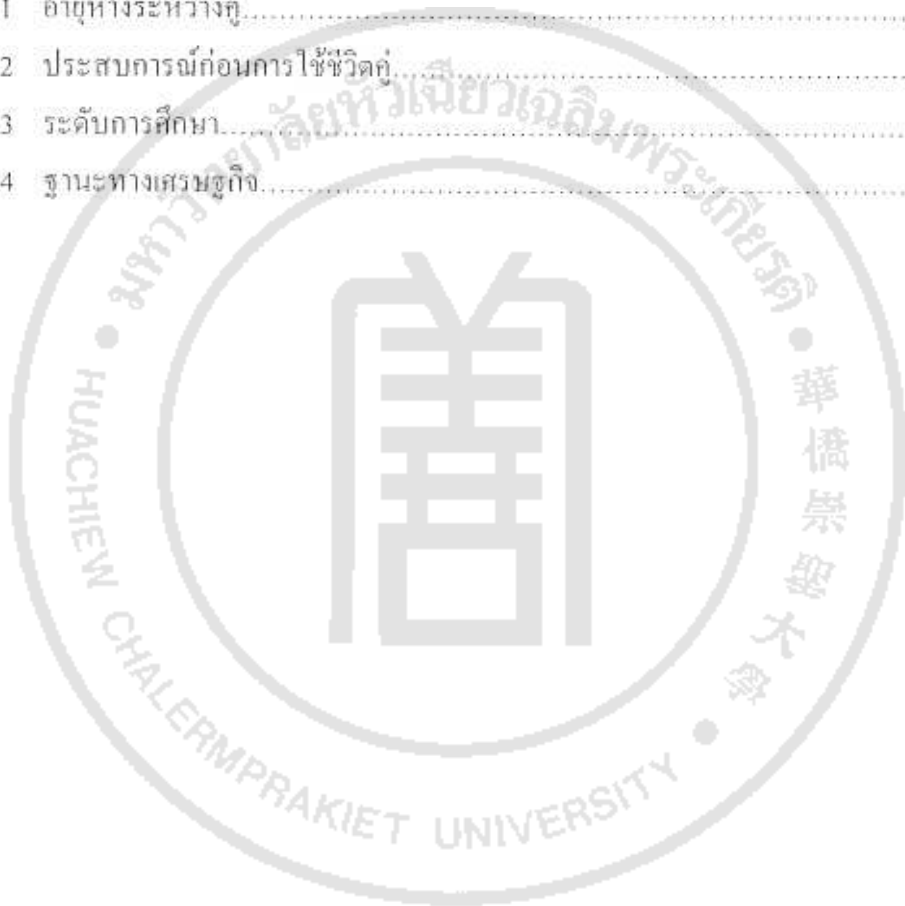 1 อายุห่างระหว่างคู่
2 ประสบการณ์ก่อนการใช้ชีวิตคู่
3 ระดับการศึกษา
4 ฐานะทางเศรษฐกิจ
มหาวิทยาลัยหัวเฉียวเฉลิมพระเกียรติ
華僑崇聖大學
HUACHIEW CHALERMPRAKIET UNIVERSITY